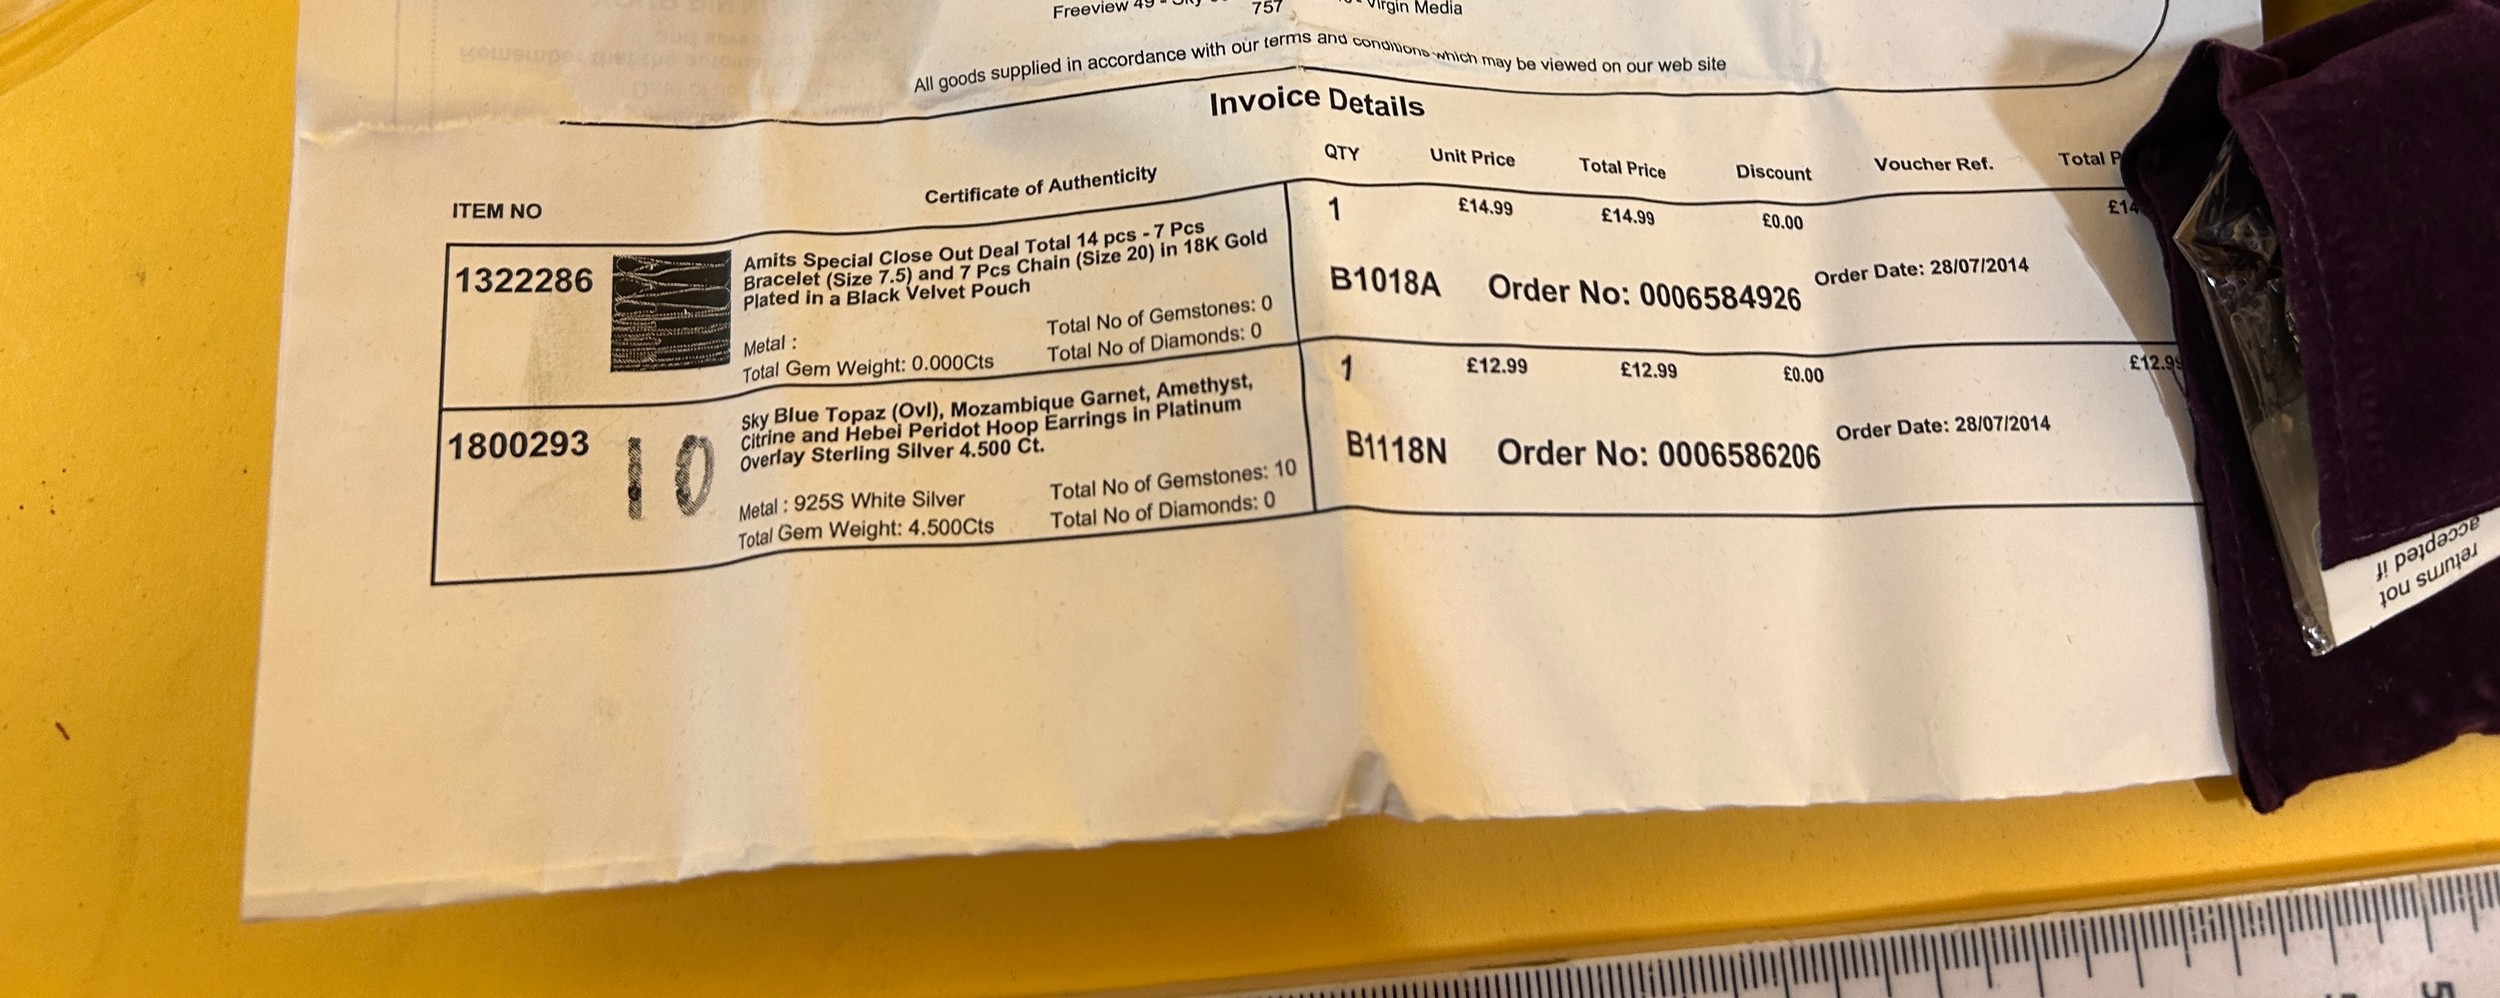 Freeview 49 - Sky
757
Virgin Media
All goods supplied in accordance with our terms and conditions which may be viewed on our web site
Invoice Details
ITEM NO Certificate of Authenticity QTY Unit Price Total Price Discount Voucher Ref. Total P
1322286
Amits Special Close Out Deal Total 14 pcs - 7 Pcs
Bracelet (Size 7.5) and 7 Pcs Chain (Size 20) in 18K Gold
Plated in a Black Velvet Pouch
Metal : Total No of Gemstones: 0
Total Gem Weight: 0.000Cts Total No of Diamonds: 0
1 £14.99 £14.99 £0.00 £14
B1018A Order No: 0006584926 Order Date: 28/07/2014
1800293
Sky Blue Topaz (Ovl), Mozambique Garnet, Amethyst,
Citrine and Hebei Peridot Hoop Earrings in Platinum
Overlay Sterling Silver 4.500 Ct.
Metal : 925S White Silver Total No of Gemstones: 10
Total Gem Weight: 4.500Cts Total No of Diamonds: 0
1 £12.99 £12.99 £0.00 £12.99
B1118N Order No: 0006586206 Order Date: 28/07/2014
returns not
accepted if
5